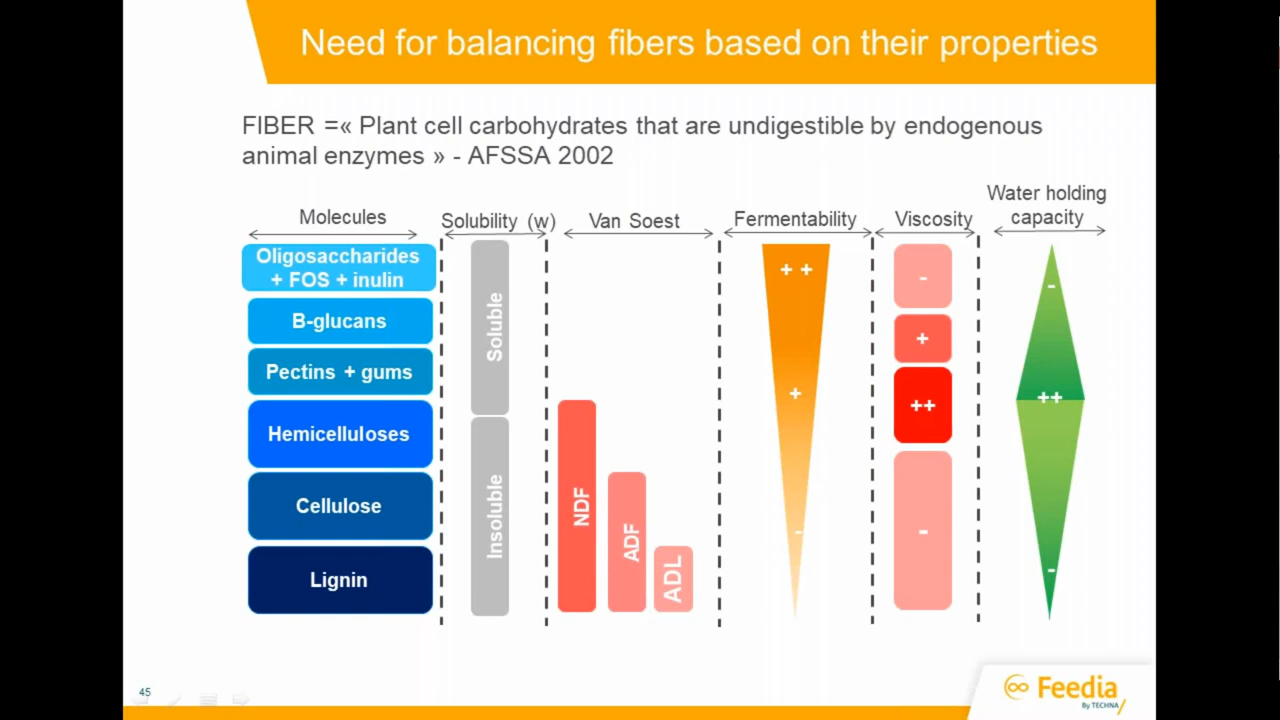 Need for balancing fibers based on their properties
FIBER =« Plant cell carbohydrates that are undigestible by endogenous
animal enzymes » - AFSSA 2002
Molecules
Solubility (w)
Van Soest
Fermentability
Viscosity
Water holding
capacity
Oligosaccharides
+ FOS + inulin
B-glucans
Pectins + gums
Hemicelluloses
Cellulose
Lignin
Soluble
Insoluble
NDF
ADF
ADL
+ +
+
-
-
+
++
-
-
++
-
45
Feedia
By TECHNA